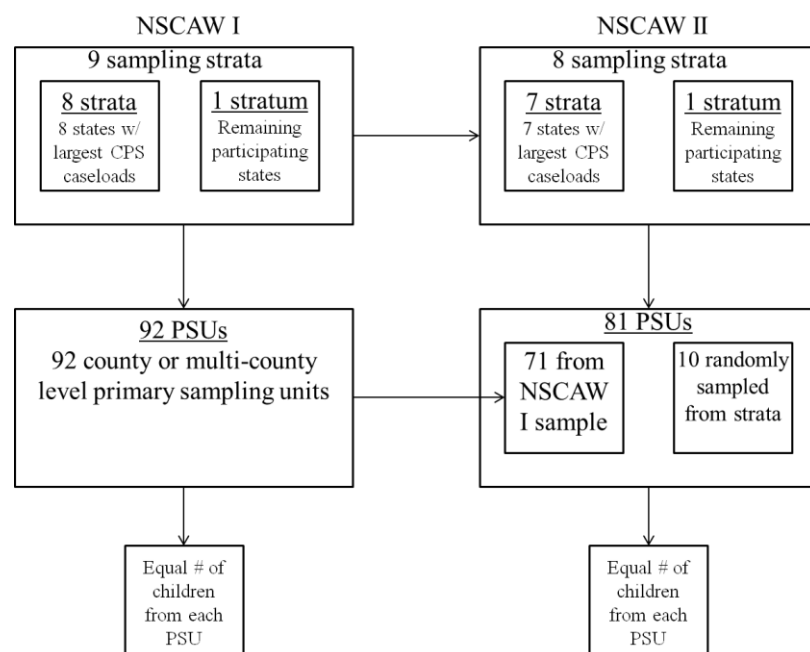 NSCAW I
9 sampling strata
8 strata
8 states w/
largest CPS
caseloads
1 stratum
Remaining
participating
states
NSCAW II
8 sampling strata
7 strata
7 states w/
largest CPS
caseloads
1 stratum
Remaining
participating
states
92 PSUs
92 county or multi-county
level primary sampling units
81 PSUs
71 from
NSCAW
I sample
10 randomly
sampled
from strata
Equal # of
children
from each
PSU
Equal # of
children
from each
PSU